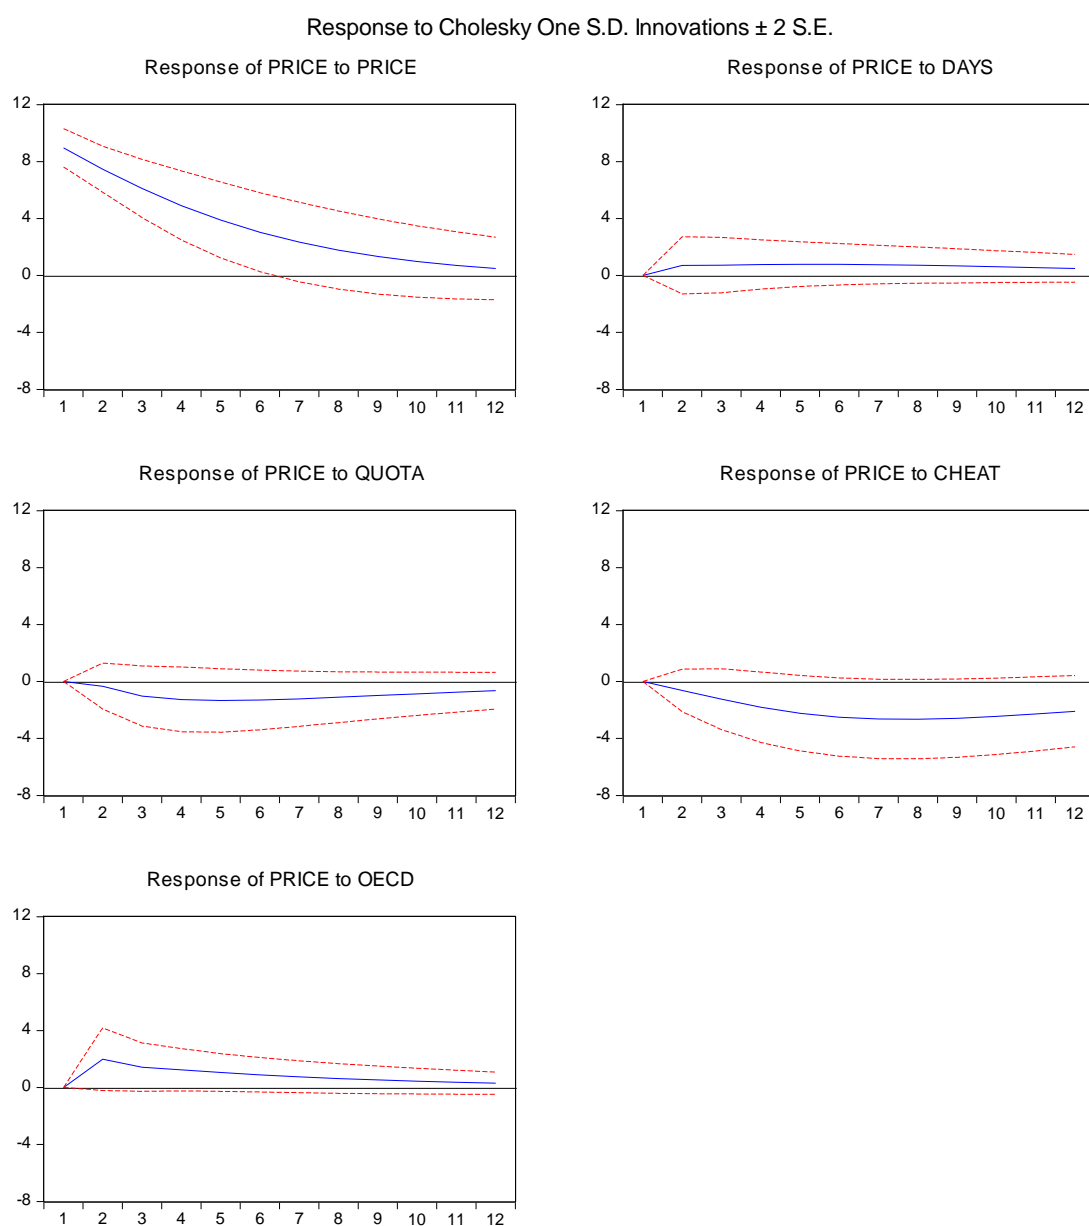 Response to Cholesky One S.D. Innovations ± 2 S.E.
Response of PRICE to PRICE
12
8
4
0
-4
-8
1 2 3 4 5 6 7 8 9 10 11 12
Response of PRICE to DAYS
12
8
4
0
-4
-8
1 2 3 4 5 6 7 8 9 10 11 12
Response of PRICE to QUOTA
12
8
4
0
-4
-8
1 2 3 4 5 6 7 8 9 10 11 12
Response of PRICE to CHEAT
12
8
4
0
-4
-8
1 2 3 4 5 6 7 8 9 10 11 12
Response of PRICE to OECD
12
8
4
0
-4
-8
1 2 3 4 5 6 7 8 9 10 11 12